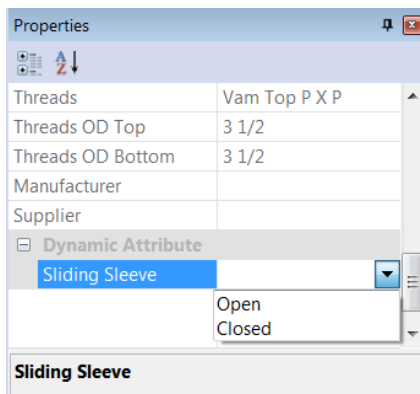 Properties
A
Z
Threads Vam Top P X P
Threads OD Top 3 1/2
Threads OD Bottom 3 1/2
Manufacturer
Supplier
Dynamic Attribute
Sliding Sleeve
Open
Closed
Sliding Sleeve